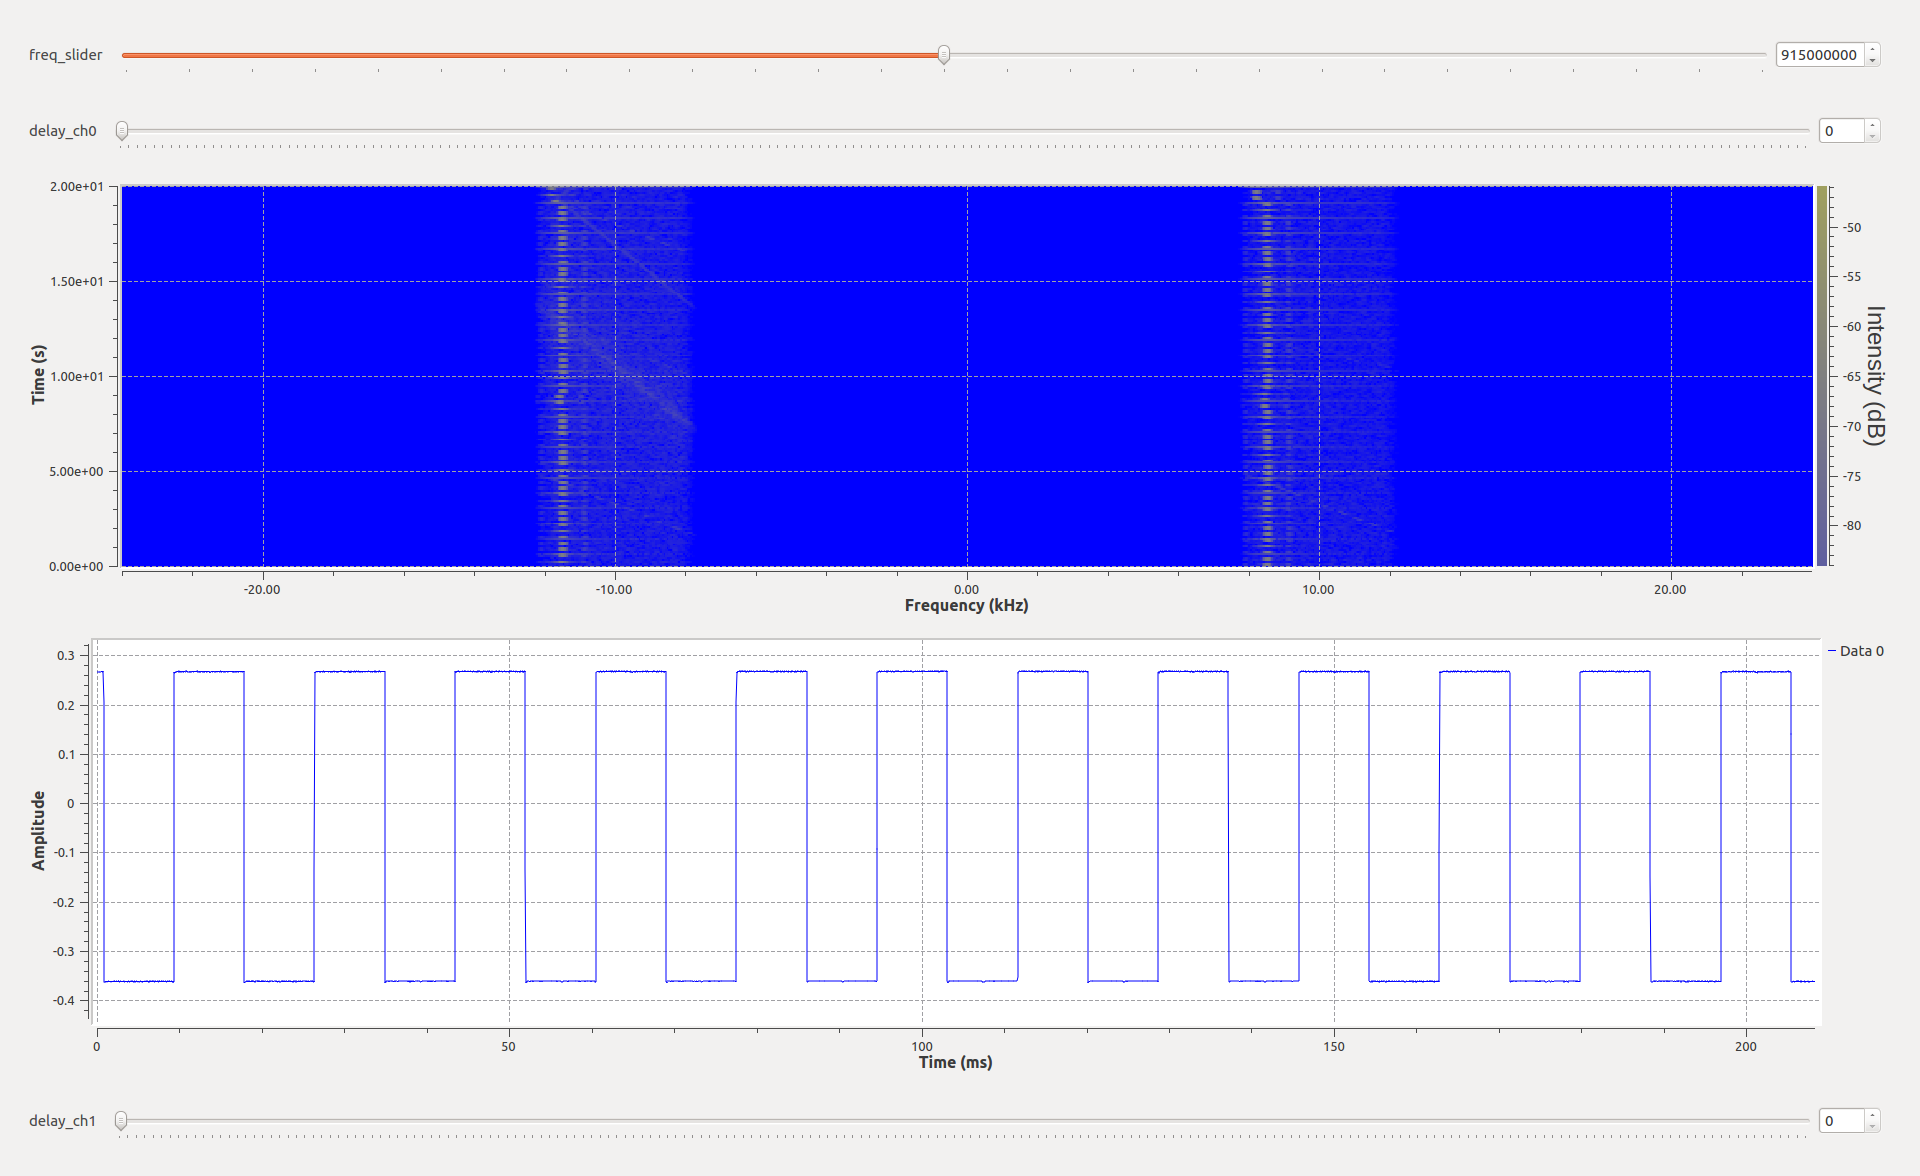 freq_slider
915000000
delay_ch0
0
2.00e+01
1.50e+01
1.00e+01
5.00e+00
0.00e+00
Time (s)
-20.00
-10.00
0.00
10.00
20.00
Frequency (kHz)
-50
-55
-60
-65
-70
-75
-80
Intensity (dB)
0.3
0.2
0.1
0
-0.1
-0.2
-0.3
-0.4
Amplitude
0
50
100
150
200
Time (ms)
Data 0
delay_ch1
0